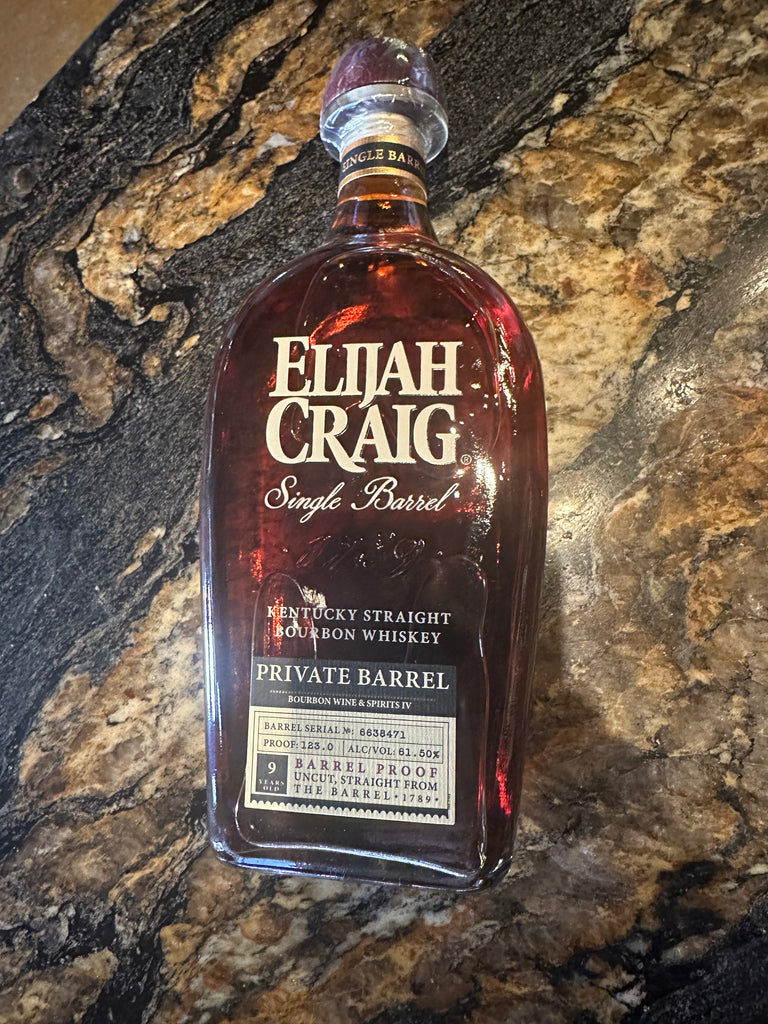 SINGLE BARR
ELIJAH
CRAIG®
Single Barrel
KENTUCKY STRAIGHT
BOURBON WHISKEY
PRIVATE BARREL
BOURBON WINE & SPIRITS IV
BARREL SERIAL №: 6638471
PROOF: 123.0 ALC/VOL: 61.50%
9 YEARS OLD
BARREL PROOF
UNCUT, STRAIGHT FROM
THE BARREL • 1789 •